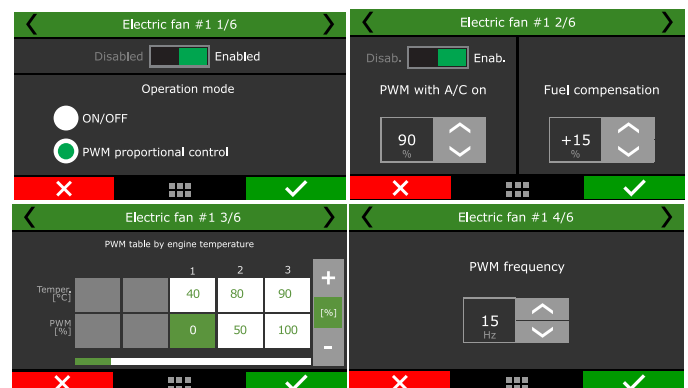 Electric fan #1 1/6
Disabled Enabled
Operation mode
ON/OFF
PWM proportional control
Electric fan #1 2/6
Disab. Enab.
PWM with A/C on
90
%
Fuel compensation
+15
%
Electric fan #1 3/6
PWM table by engine temperature
1 2 3
Temper. [°C] 40 80 90
PWM [%] 0 50 100
+
[%]
-
Electric fan #1 4/6
PWM frequency
15
Hz